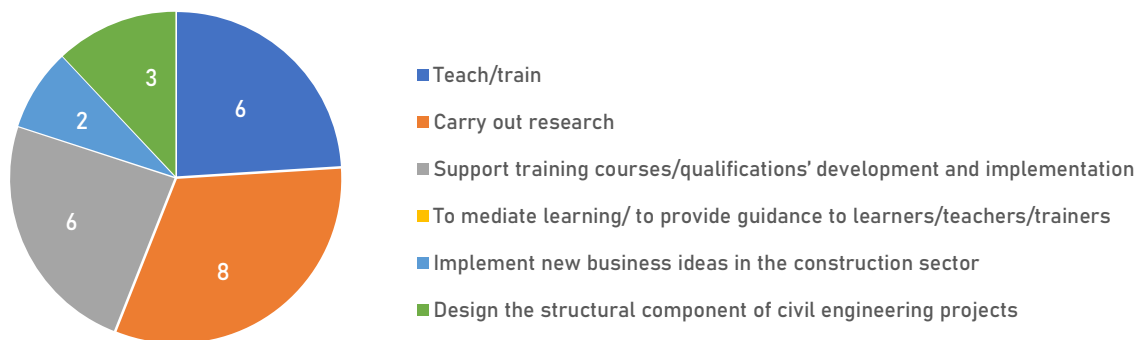 3
6
2
6
8
Teach/train
Carry out research
Support training courses/qualifications’ development and implementation
To mediate learning/ to provide guidance to learners/teachers/trainers
Implement new business ideas in the construction sector
Design the structural component of civil engineering projects